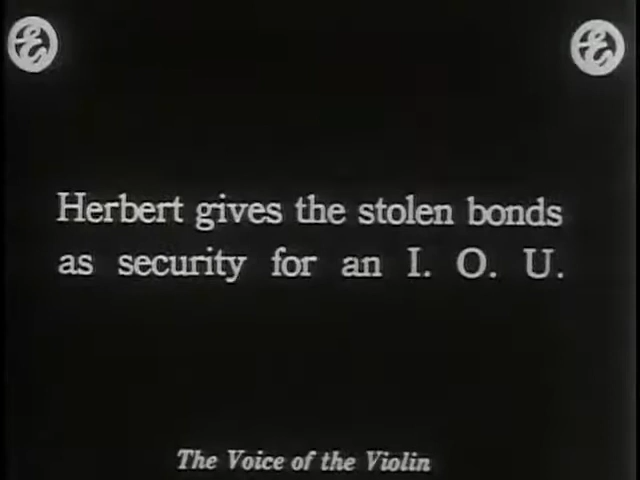 Herbert gives the stolen bonds
as security for an I. O. U.
The Voice of the Violin